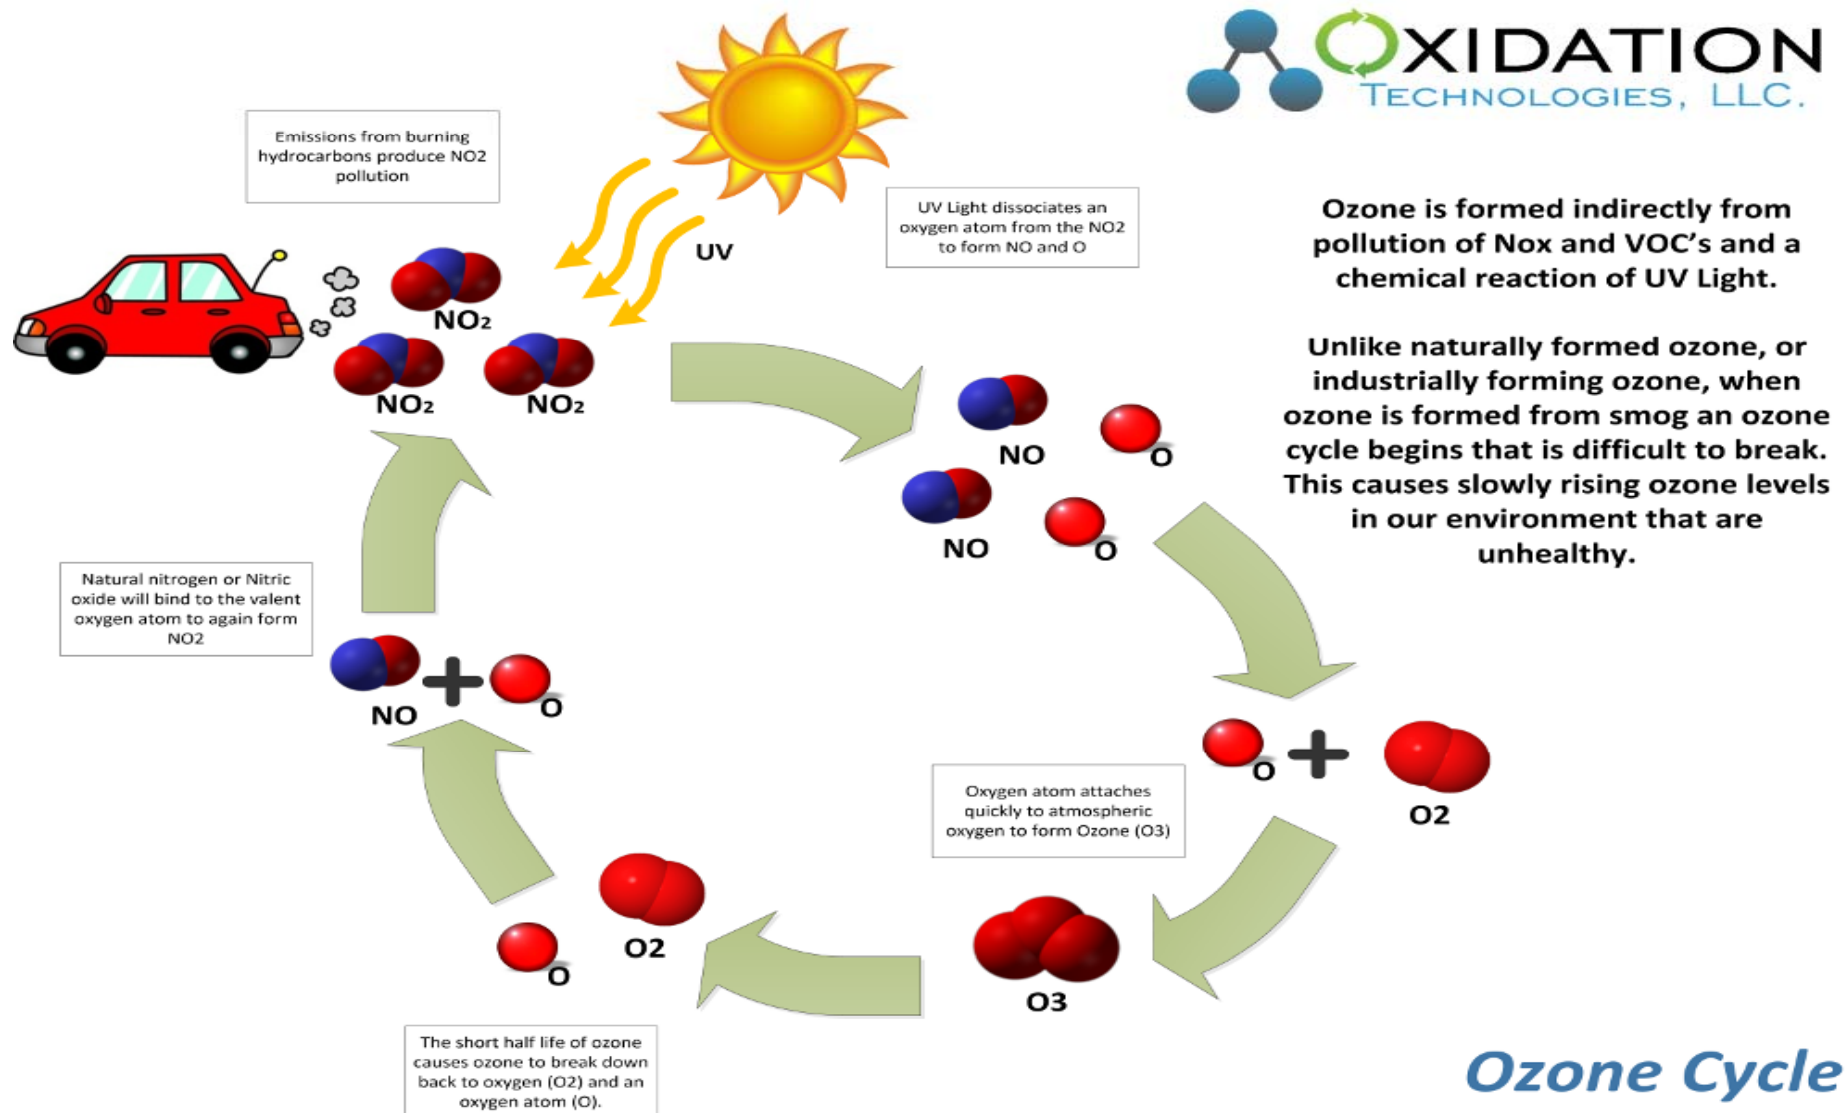 OXIDATION
TECHNOLOGIES, LLC.
Emissions from burning
hydrocarbons produce NO2
pollution
UV Light dissociates an
oxygen atom from the NO2
to form NO and O
UV
Ozone is formed indirectly from
pollution of Nox and VOC's and a
chemical reaction of UV Light.
Unlike naturally formed ozone, or
industrially forming ozone, when
ozone is formed from smog an ozone
cycle begins that is difficult to break.
This causes slowly rising ozone levels
in our environment that are
unhealthy.
NO₂
NO₂
NO₂
NO
O
NO
O
Natural nitrogen or Nitric
oxide will bind to the valent
oxygen atom to again form
NO2
NO
O
O
O2
Oxygen atom attaches
quickly to atmospheric
oxygen to form Ozone (O3)
O2
O
O3
The short half life of ozone
causes ozone to break down
back to oxygen (O2) and an
oxygen atom (O).
Ozone Cycle